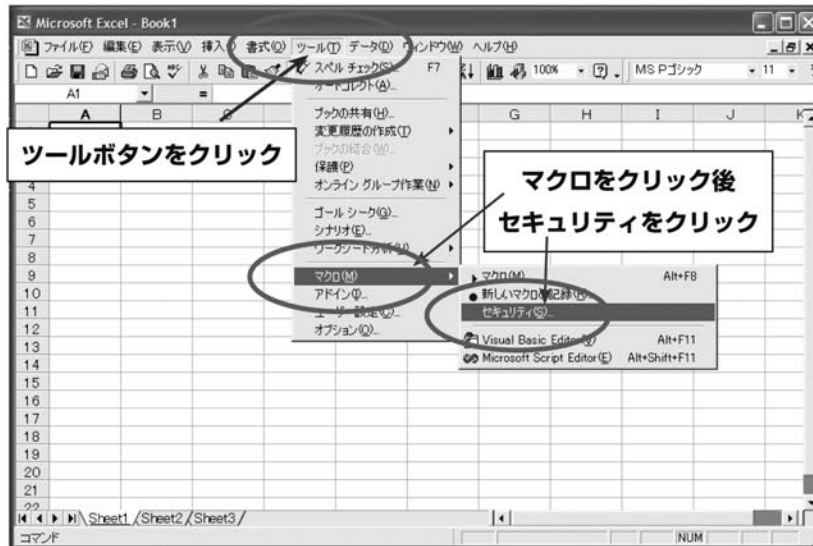 Microsoft Excel - Book1
ファイル(F) 編集(E) 表示(V) 挿入 書式(O) ツール(T) データ(D) ウィンドウ(W) ヘルプ(H)
100% MS Pゴシック 11
A1 =
A B C G H I J K
スペル チェック(S)... F7
オートコレクト(A)...
ブックの共有(H)...
変更履歴の作成(T)
ブックの結合(W)...
保護(P)
オンライン グループ作業(N)
ゴール シーク(G)...
シナリオ(E)...
ワークシート分析(U)
マクロ(M)
アドイン(I)...
ユーザー設定(C)...
オプション(O)...
ツールボタンをクリック
マクロをクリック後
セキュリティをクリック
マクロ(M) Alt+F8
新しいマクロの記録(R)...
セキュリティ(S)...
Visual Basic Editor(V) Alt+F11
Microsoft Script Editor(E) Alt+Shift+F11
4
5
6
7
8
9
10
11
12
13
14
15
16
17
18
19
20
21
22
Sheet1 Sheet2 Sheet3
コマンド NUM